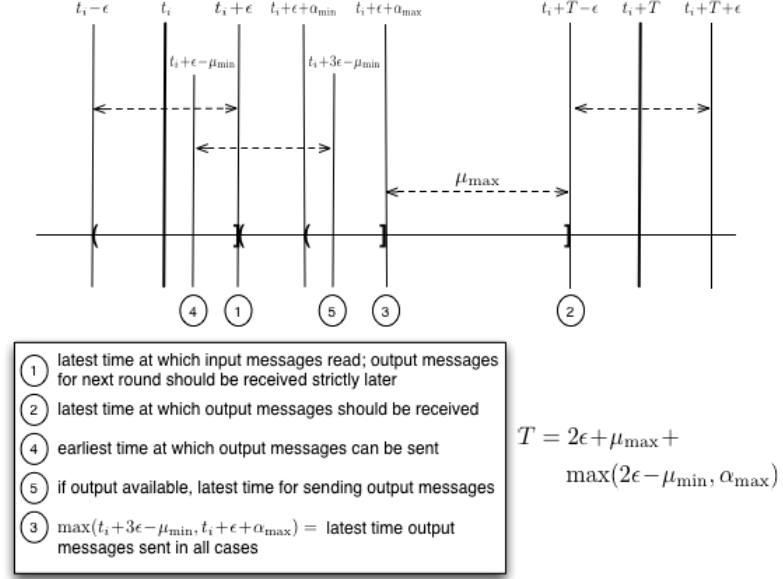 t_i−ϵ t_i t_i+ϵ t_i+ϵ+α_min t_i+ϵ+α_max t_i+T−ϵ t_i+T t_i+T+ϵ
t_i+ϵ−μ_min t_i+3ϵ−μ_min
μ_max
( ]( ( ] ]
4 1 5 3 2
1 latest time at which input messages read; output messages
for next round should be received strictly later
2 latest time at which output messages should be received
4 earliest time at which output messages can be sent
5 if output available, latest time for sending output messages
3 max(t_i+3ϵ−μ_min, t_i+ϵ+α_max) = latest time output
messages sent in all cases
T = 2ϵ+μ_max+
max(2ϵ−μ_min, α_max)